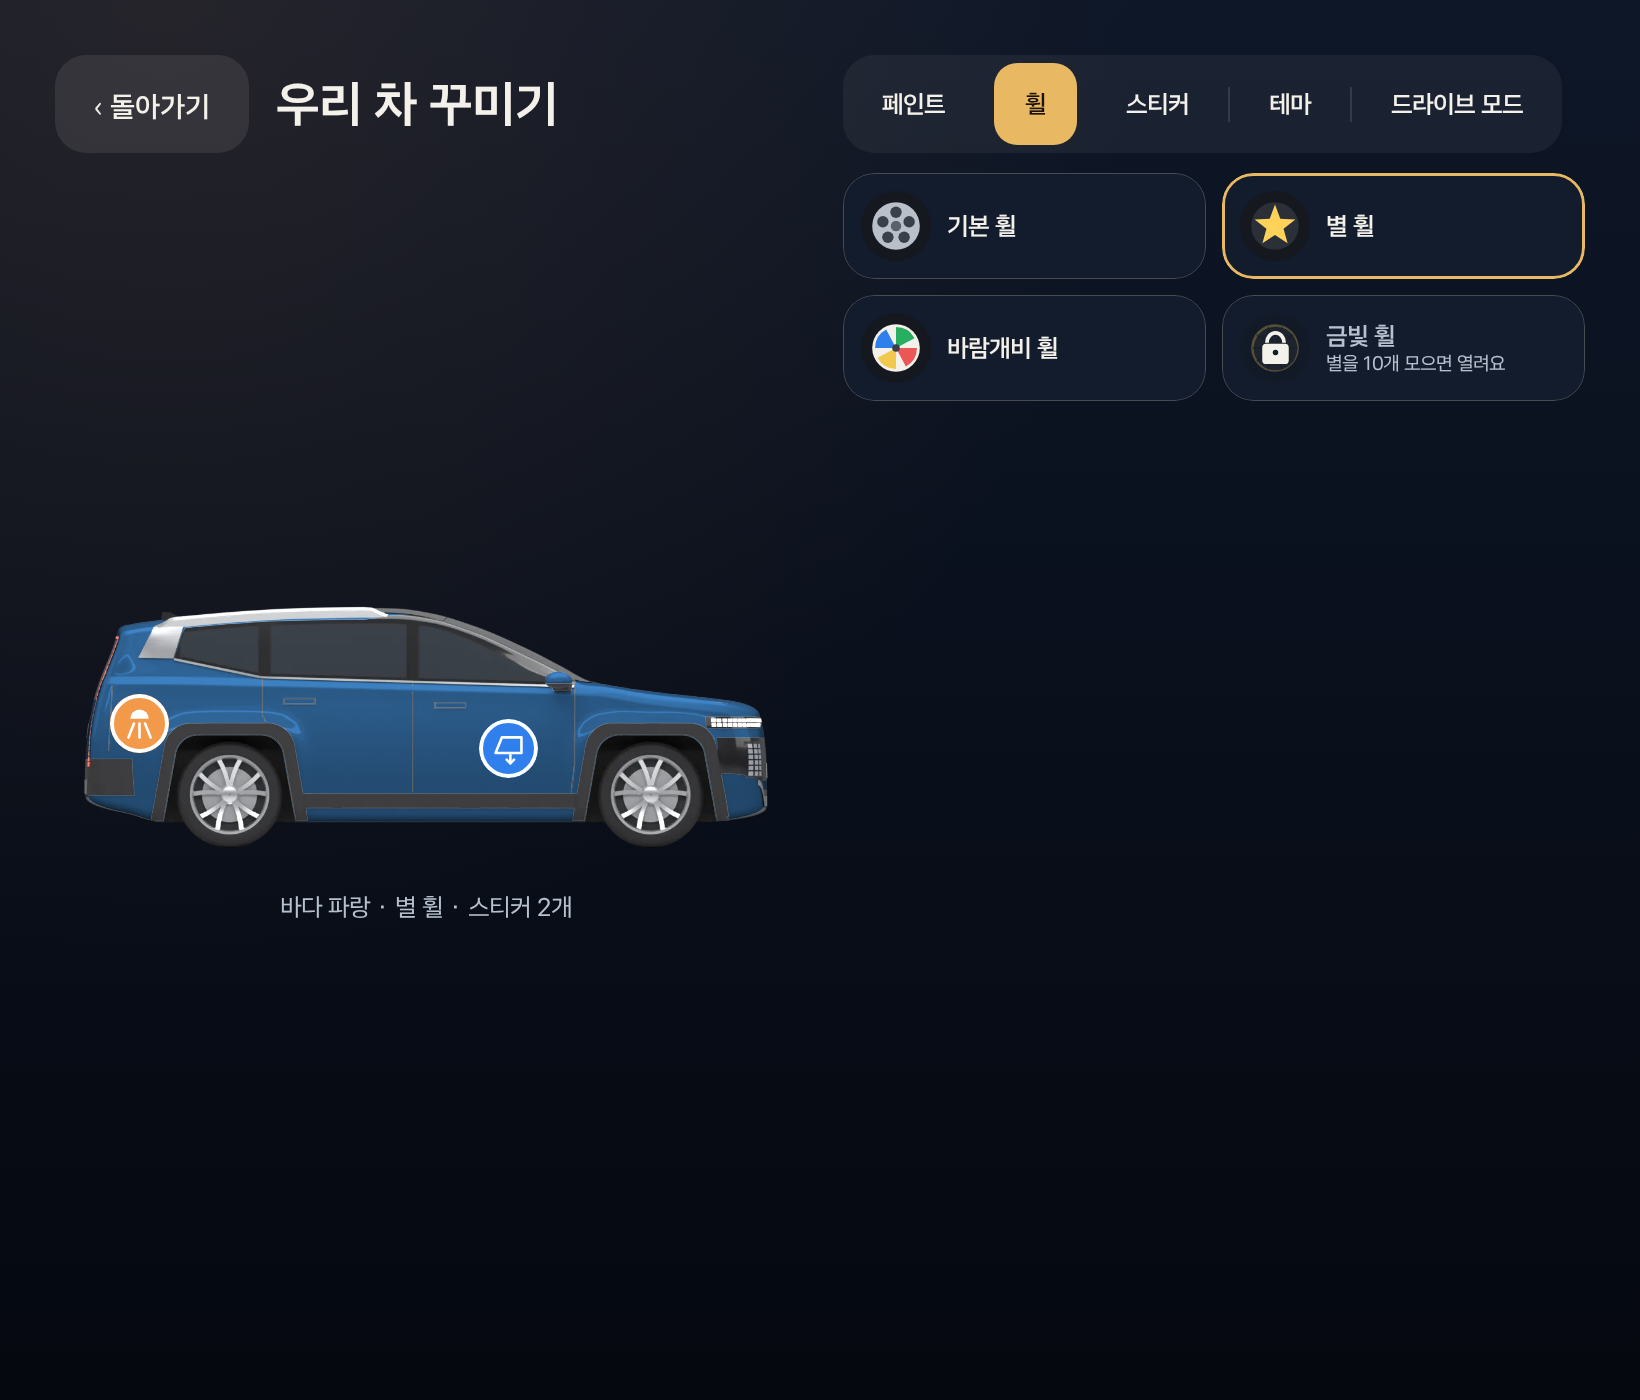 ‹ 돌아가기
우리 차 꾸미기
페인트
휠
스티커
테마
드라이브 모드
기본 휠
별 휠
바람개비 휠
금빛 휠
별을 10개 모으면 열려요
바다 파랑 · 별 휠 · 스티커 2개